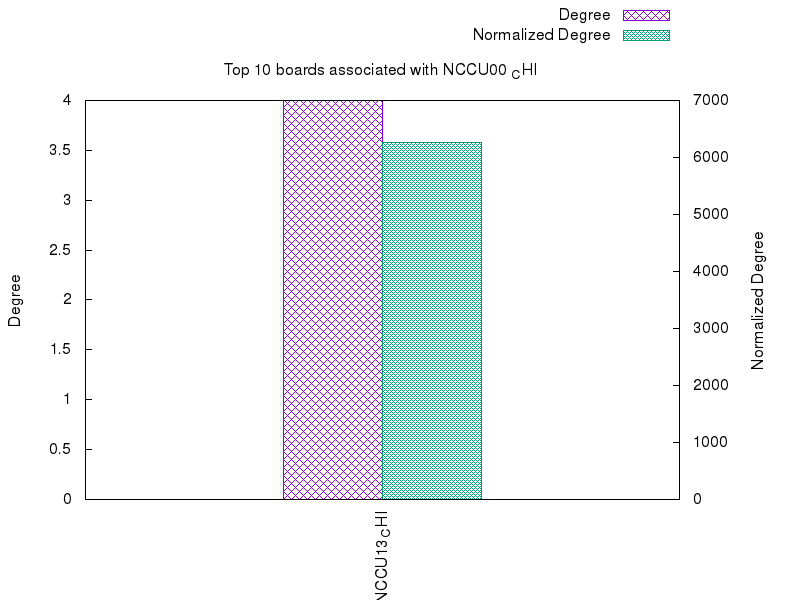 Degree
Normalized Degree
Top 10 boards associated with NCCU00 CHI
4
3.5
3
2.5
2
1.5
1
0.5
0
7000
6000
5000
4000
3000
2000
1000
0
Degree
Normalized Degree
NCCU13CHI